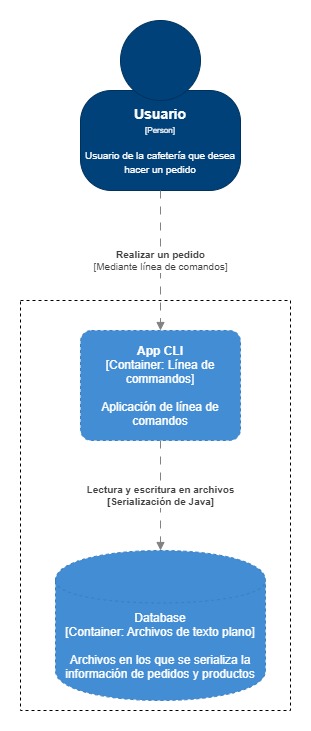 Usuario
[Person]
Usuario de la cafetería que desea
hacer un pedido
Realizar un pedido
[Mediante línea de comandos]
App CLI
[Container: Línea de
commandos]
Aplicación de línea de
comandos
Lectura y escritura en archivos
[Serialización de Java]
Database
[Container: Archivos de texto plano]
Archivos en los que se serializa la
información de pedidos y productos